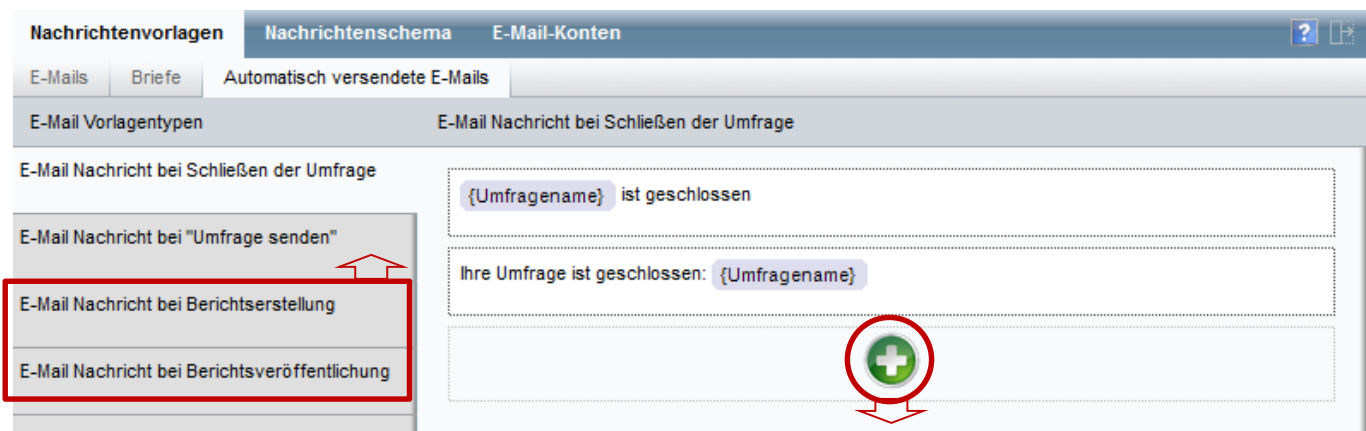 Nachrichtenvorlagen Nachrichtenschema E-Mail-Konten ?
E-Mails Briefe Automatisch versendete E-Mails
E-Mail Vorlagentypen E-Mail Nachricht bei Schließen der Umfrage
E-Mail Nachricht bei Schließen der Umfrage
{Umfragename} ist geschlossen
E-Mail Nachricht bei "Umfrage senden"
Ihre Umfrage ist geschlossen: {Umfragename}
E-Mail Nachricht bei Berichtserstellung
E-Mail Nachricht bei Berichtsveröffentlichung